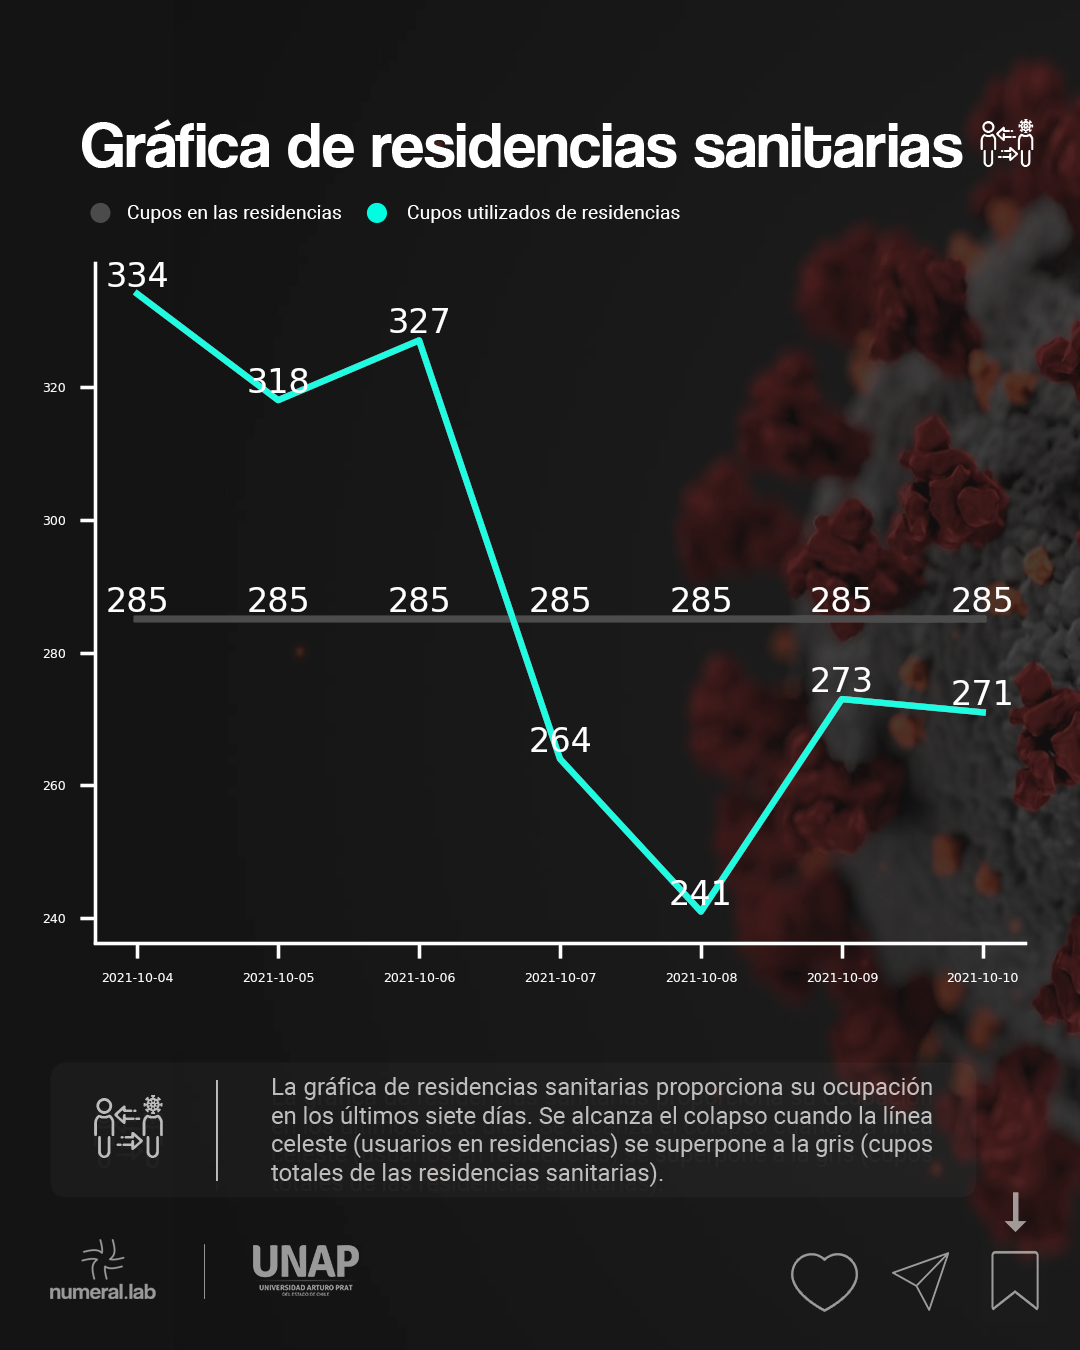 Gráfica de residencias sanitarias
Cupos en las residencias
Cupos utilizados de residencias
334
318
327
264
241
273
271
285 285 285 285 285 285 285
320
300
280
260
240
2021-10-04 2021-10-05 2021-10-06 2021-10-07 2021-10-08 2021-10-09 2021-10-10
La gráfica de residencias sanitarias proporciona su ocupación
en los últimos siete días. Se alcanza el colapso cuando la línea
celeste (usuarios en residencias) se superpone a la gris (cupos
totales de las residencias sanitarias).
numeral.lab
UNAP
UNIVERSIDAD ARTURO PRAT
DEL ESTADO DE CHILE